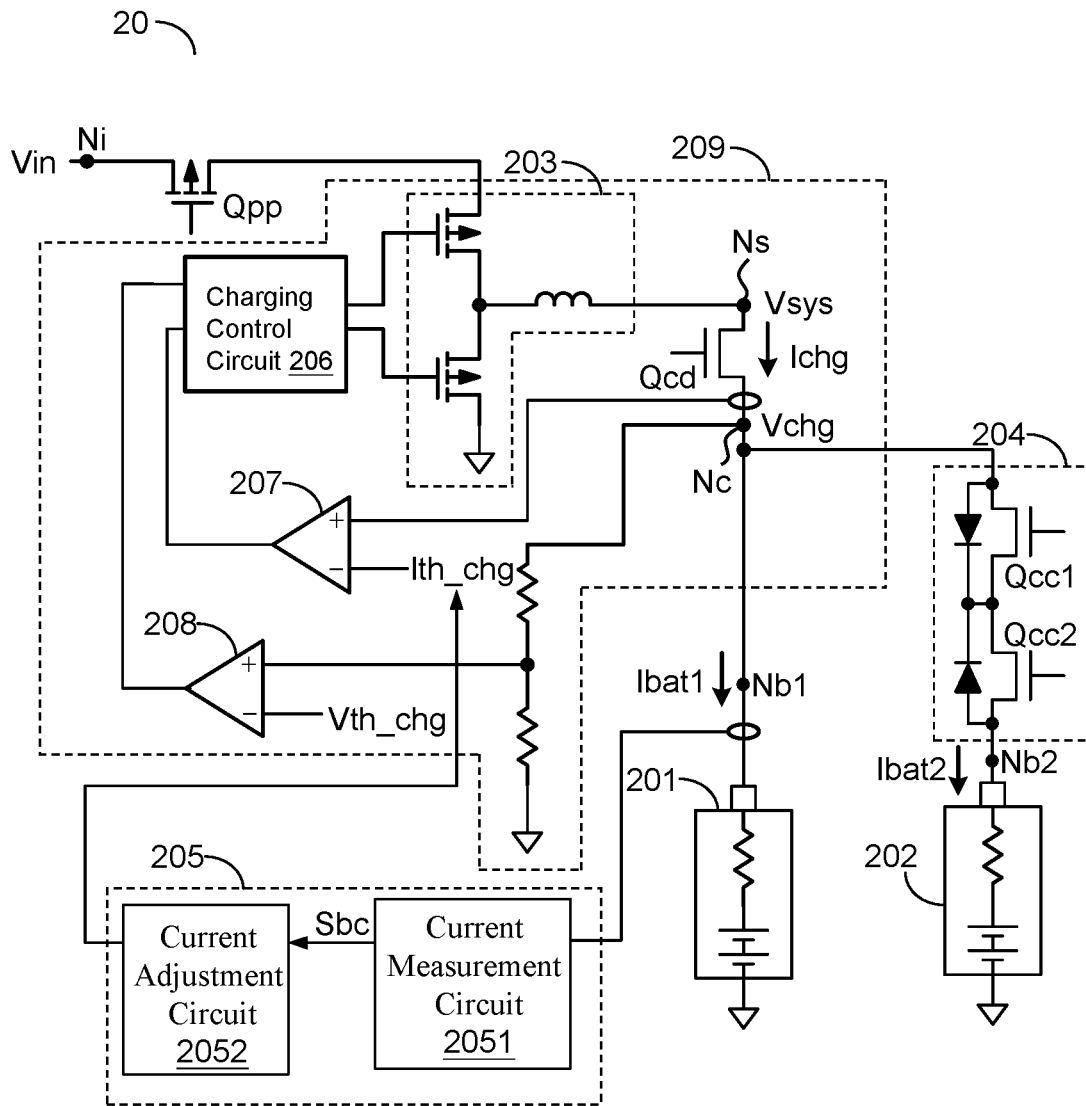 20
Ni
Vin
Qpp
203
209
Ns
Vsys
Ichg
Qcd
Charging
Control
Circuit 206
Vchg
Nc
204
207
+
−
Ith_chg
Qcc1
Qcc2
208
+
−
Vth_chg
Ibat1
Nb1
Ibat2
Nb2
201
202
205
Sbc
Current
Adjustment
Circuit
2052
Current
Measurement
Circuit
2051